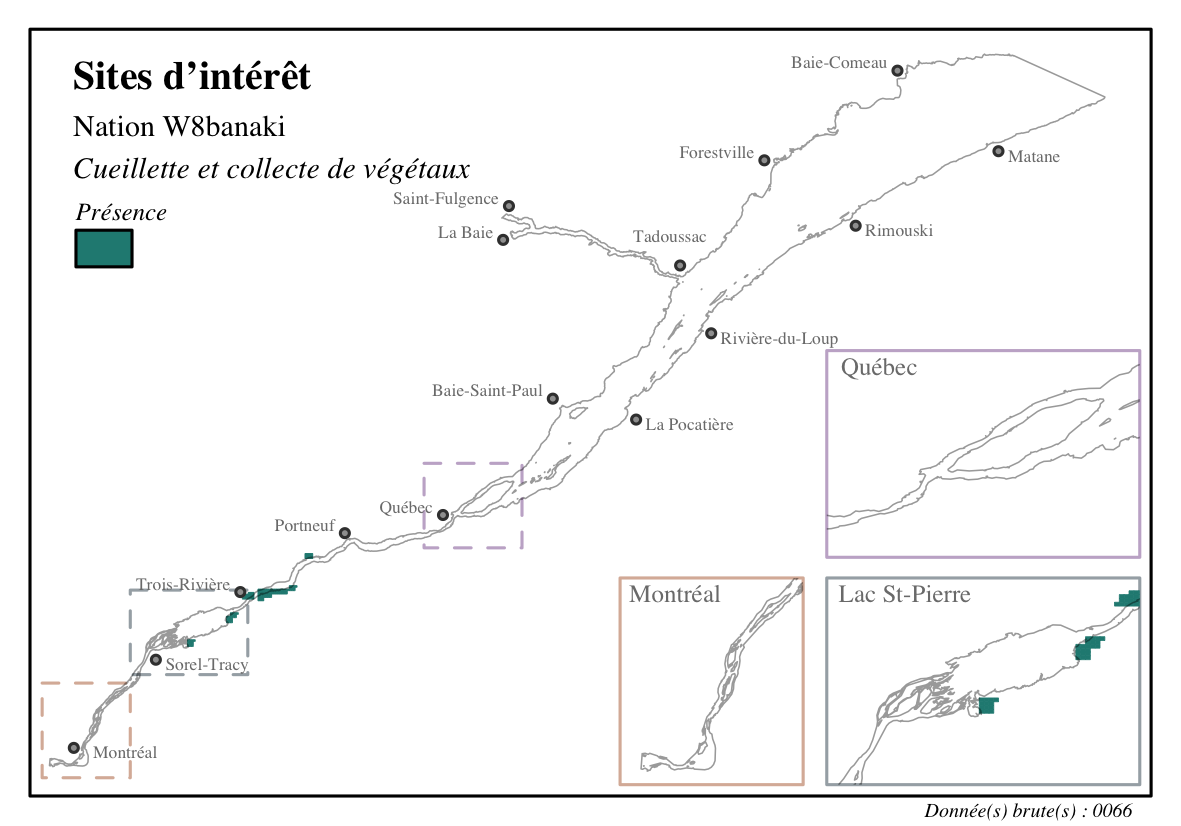 Sites d’intérêt
Nation W8banaki
Cueillette et collecte de végétaux
Présence
Baie-Comeau
Forestville
Matane
Saint-Fulgence
La Baie
Tadoussac
Rimouski
Rivière-du-Loup
Baie-Saint-Paul
La Pocatière
Québec
Portneuf
Trois-Rivière
Sorel-Tracy
Montréal
Québec
Montréal
Lac St-Pierre
Donnée(s) brute(s) : 0066